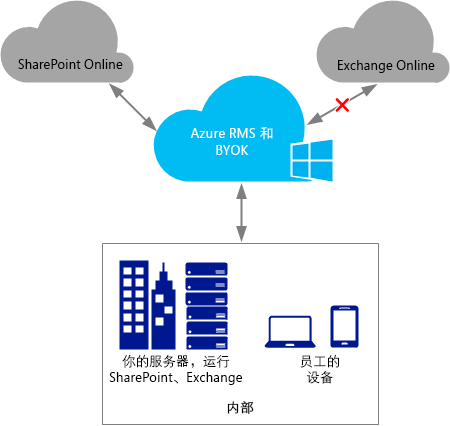 SharePoint Online
Exchange Online
Azure RMS 和
BYOK
你的服务器，运行
SharePoint、Exchange
员工的
设备
内部